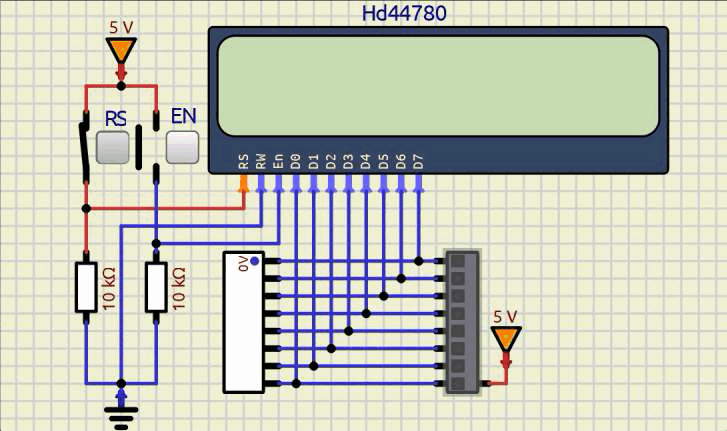 Hd44780
5 V
RS
EN
RS RW En D0 D1 D2 D3 D4 D5 D6 D7
10 kΩ
10 kΩ
0V
5 V